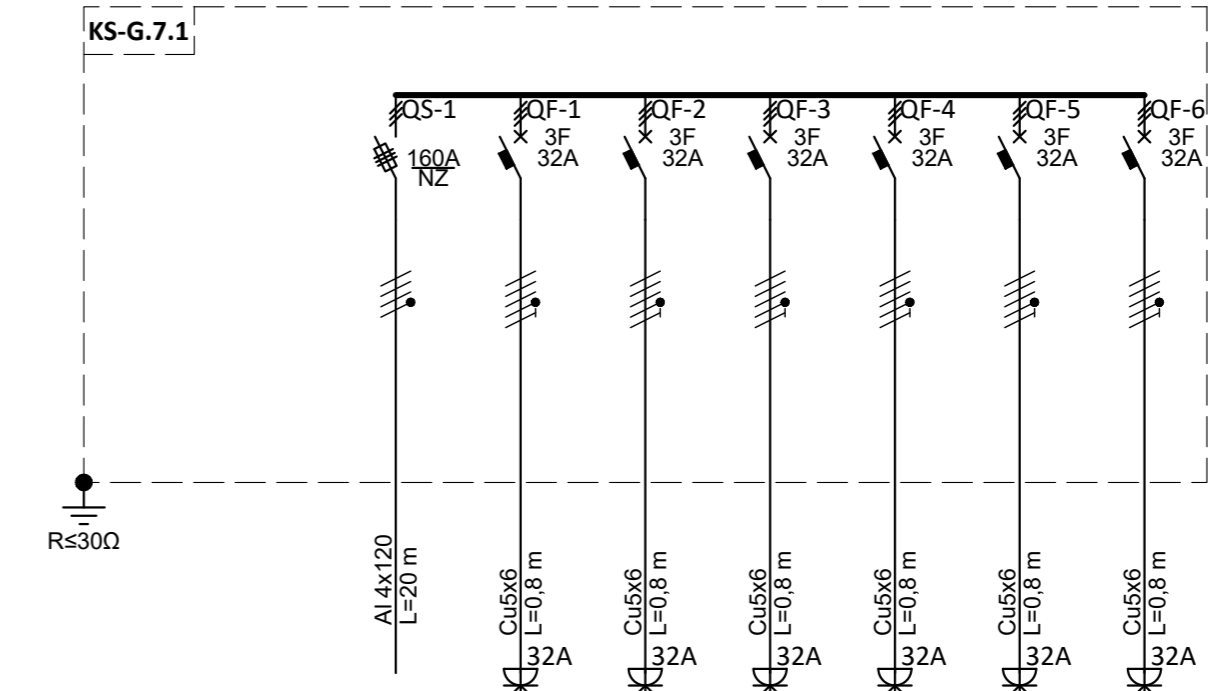 KS-G.7.1
QS-1 QF-1 QF-2 QF-3 QF-4 QF-5 QF-6
3F 3F 3F 3F 3F 3F
160A 32A 32A 32A 32A 32A 32A
NZ
R≤30Ω
Al 4x120
L=20 m
Cu5x6
L=0,8 m
Cu5x6
L=0,8 m
Cu5x6
L=0,8 m
Cu5x6
L=0,8 m
Cu5x6
L=0,8 m
Cu5x6
L=0,8 m
32A 32A 32A 32A 32A 32A